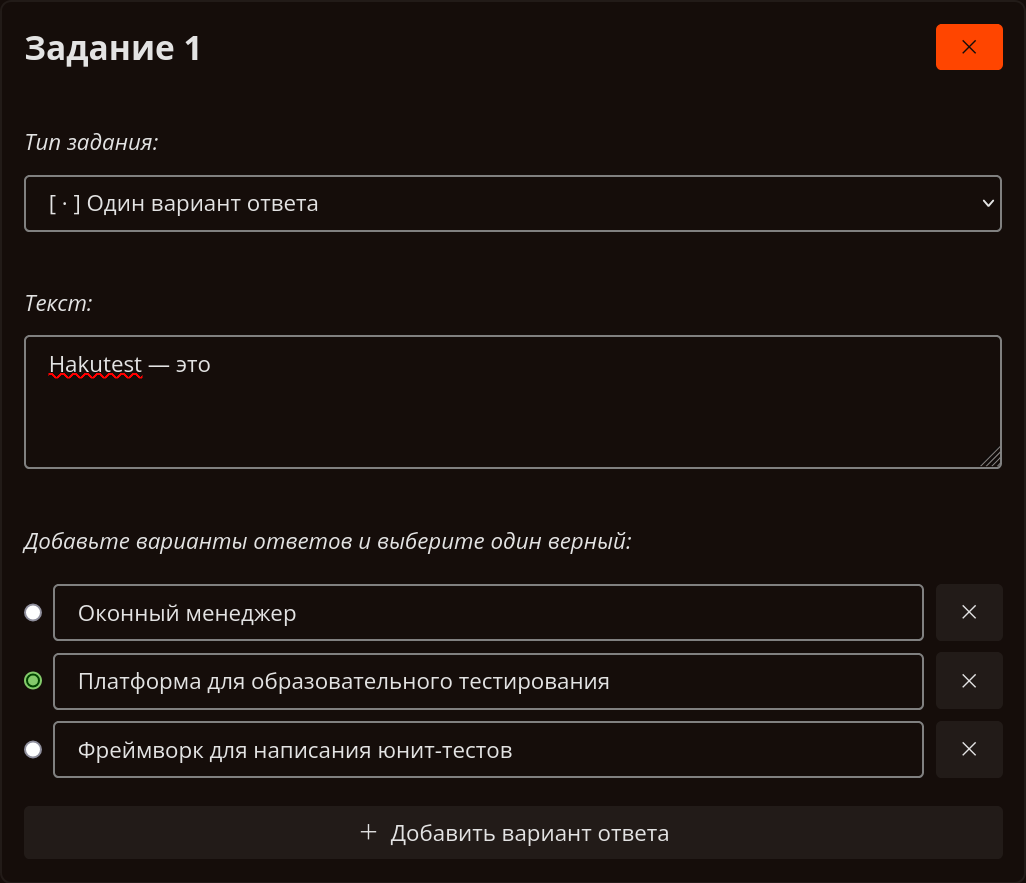 Задание 1
Тип задания:
[ · ] Один вариант ответа
Текст:
Hakutest — это
Добавьте варианты ответов и выберите один верный:
Оконный менеджер
Платформа для образовательного тестирования
Фреймворк для написания юнит-тестов
+ Добавить вариант ответа